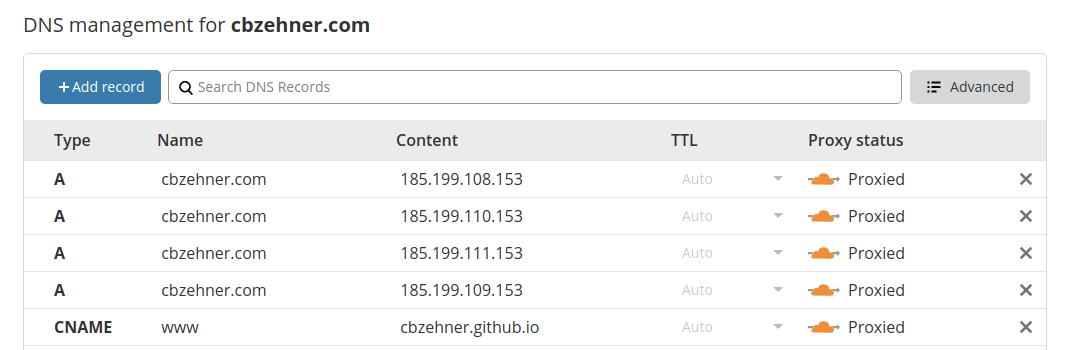 DNS management for cbzehner.com
+ Add record Search DNS Records Advanced
Type Name Content TTL Proxy status
A cbzehner.com 185.199.108.153 Auto Proxied
A cbzehner.com 185.199.110.153 Auto Proxied
A cbzehner.com 185.199.111.153 Auto Proxied
A cbzehner.com 185.199.109.153 Auto Proxied
CNAME www cbzehner.github.io Auto Proxied